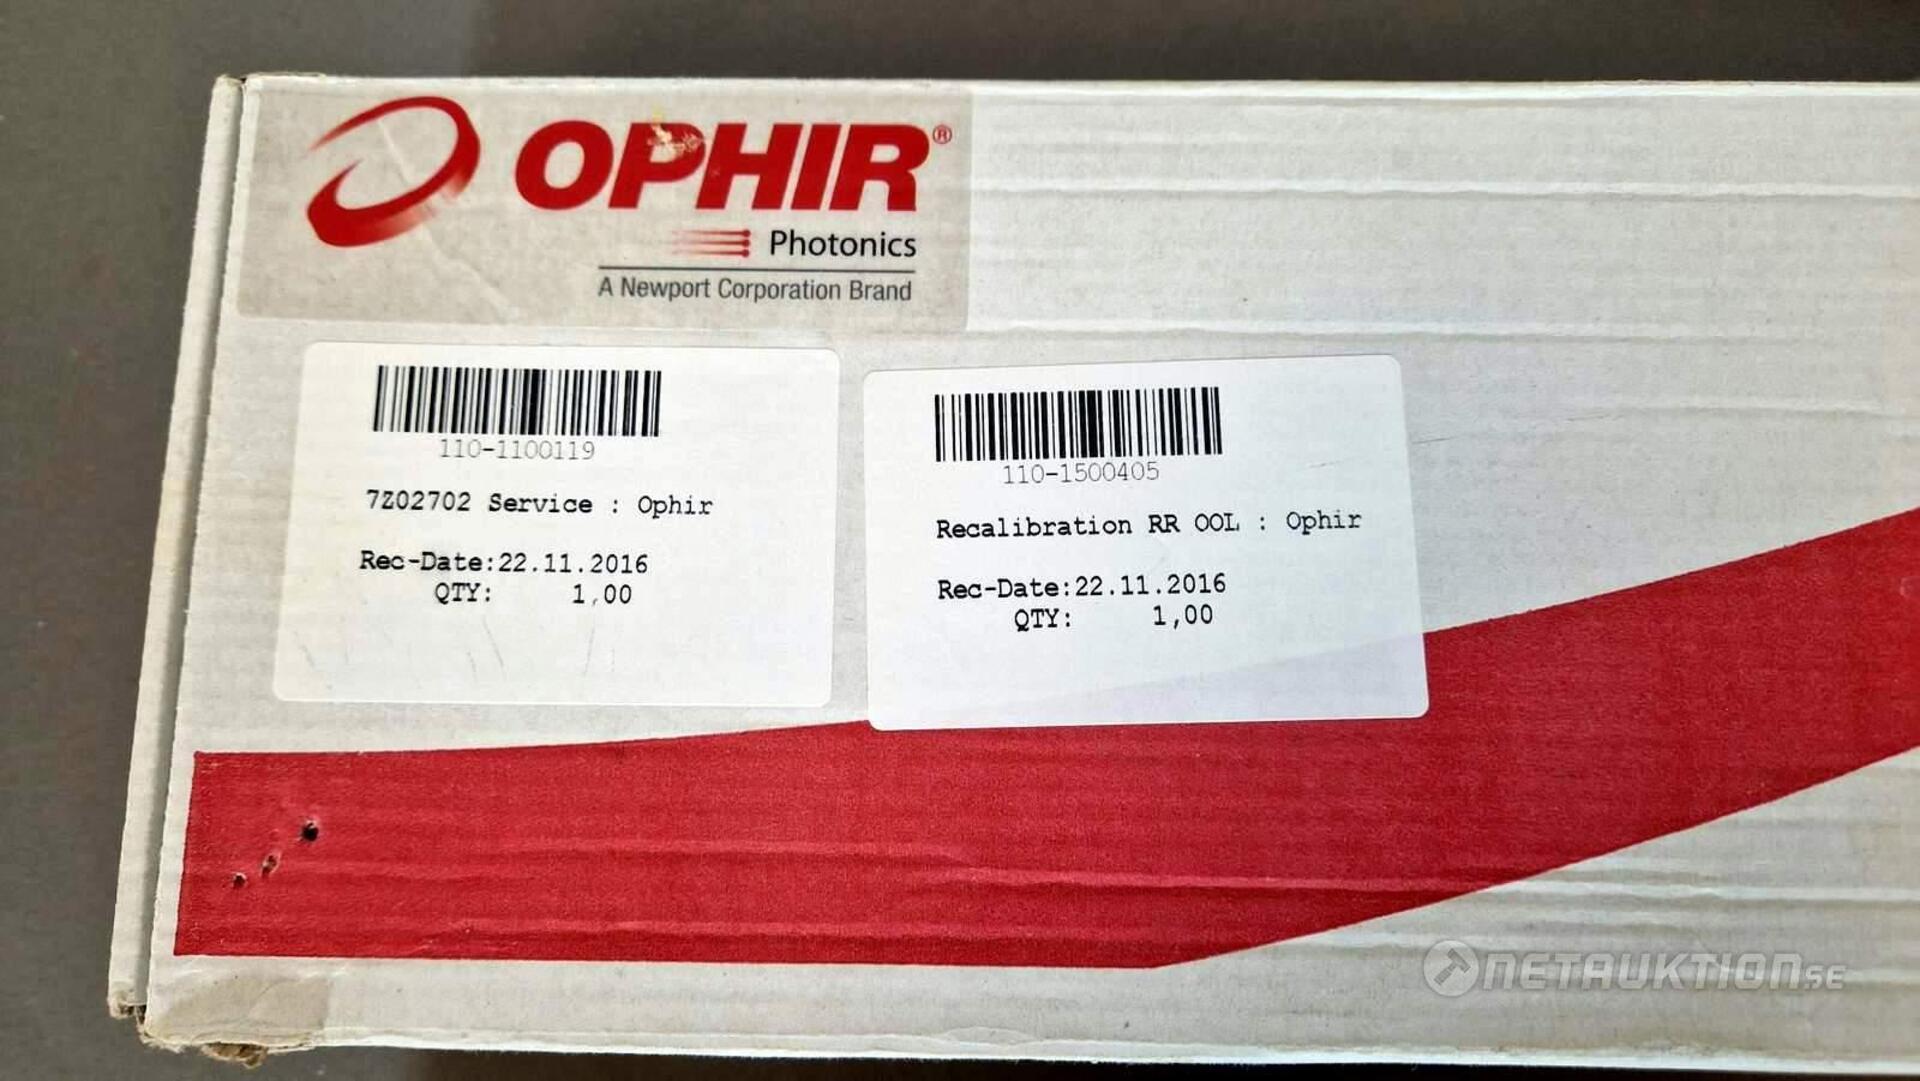 OPHIR®
Photonics
A Newport Corporation Brand
110-1100119
7Z02702 Service : Ophir
Rec-Date:22.11.2016
QTY: 1,00
110-1500405
Recalibration RR OOL : Ophir
Rec-Date:22.11.2016
QTY: 1,00
NETAUKTION.SE